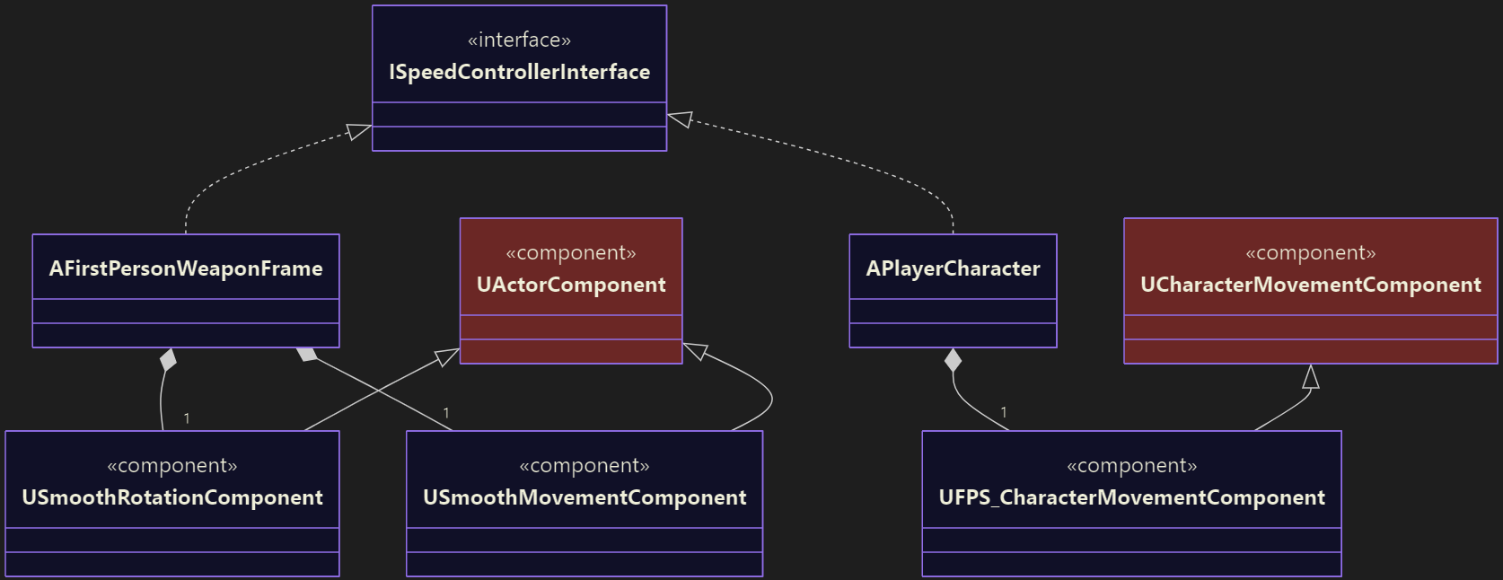 «interface»
ISpeedControllerInterface
AFirstPersonWeaponFrame
«component»
UActorComponent
APlayerCharacter
«component»
UCharacterMovementComponent
1
1
1
«component»
USmoothRotationComponent
«component»
USmoothMovementComponent
«component»
UFPS_CharacterMovementComponent